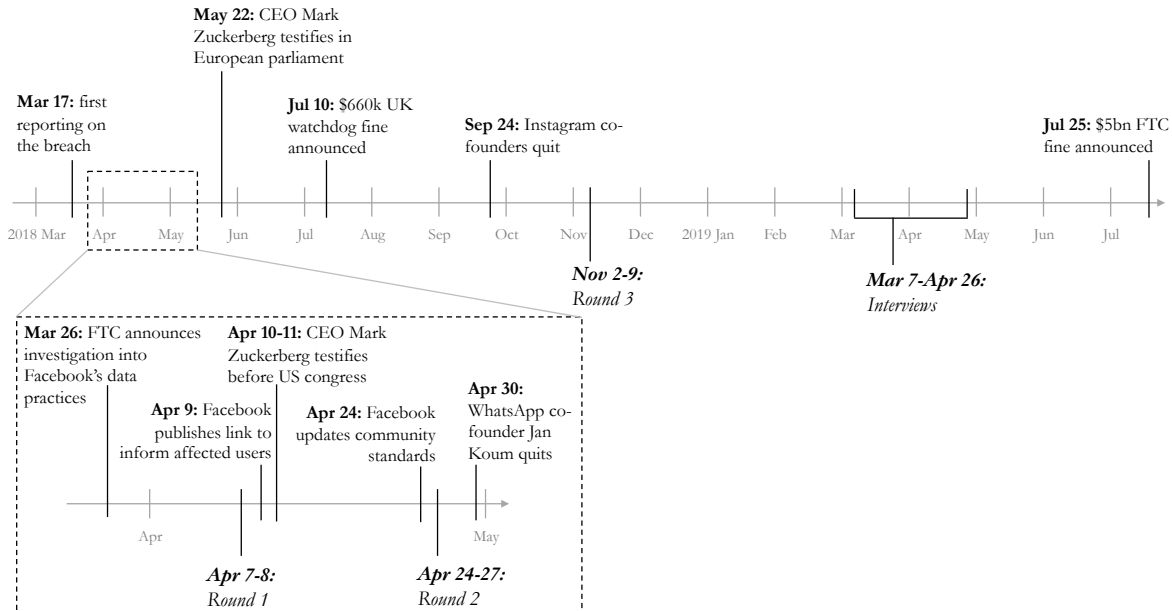 May 22: CEO Mark
Zuckerberg testifies in
European parliament
Mar 17: first
reporting on
the breach
Jul 10: $660k UK
watchdog fine
announced
Sep 24: Instagram co-
founders quit
Jul 25: $5bn FTC
fine announced
2018 Mar
Apr
May
Jun
Jul
Aug
Sep
Oct
Nov
Dec
2019 Jan
Feb
Mar
Apr
May
Jun
Jul
Nov 2-9:
Round 3
Mar 7-Apr 26:
Interviews
Mar 26: FTC announces
investigation into
Facebook's data
practices
Apr 10-11: CEO Mark
Zuckerberg testifies
before US congress
Apr 9: Facebook
publishes link to
inform affected users
Apr 24: Facebook
updates community
standards
Apr 30:
WhatsApp co-
founder Jan
Koum quits
Apr
May
Apr 7-8:
Round 1
Apr 24-27:
Round 2